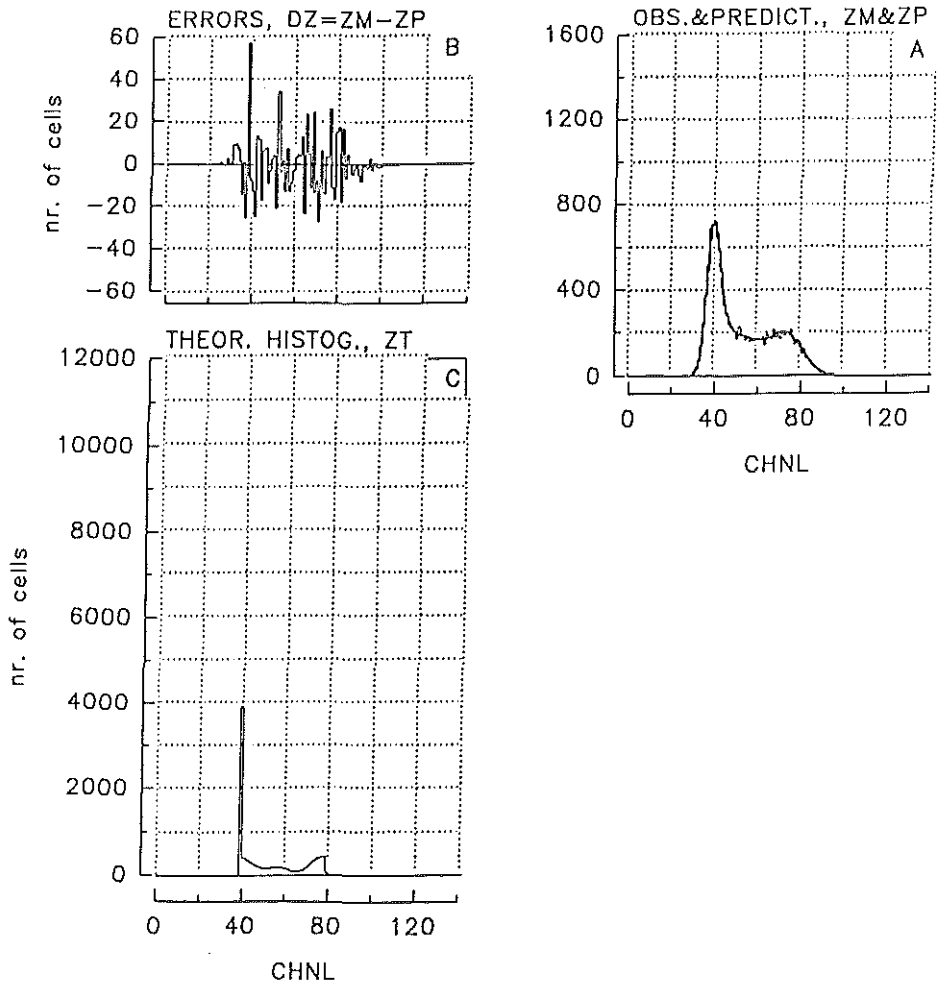 ERRORS, DZ=ZM−ZP
B
60
40
20
0
−20
−40
−60
nr. of cells
OBS.&PREDICT., ZM&ZP
A
1600
1200
800
400
0
0 40 80 120
CHNL
THEOR. HISTOG., ZT
C
12000
10000
8000
6000
4000
2000
0
nr. of cells
0 40 80 120
CHNL